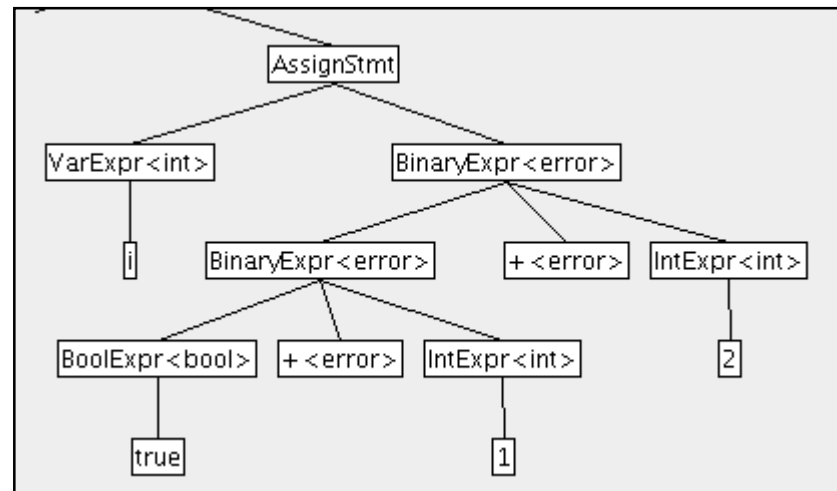 AssignStmt
VarExpr<int>
BinaryExpr<error>
i
BinaryExpr<error>
+<error>
IntExpr<int>
BoolExpr<bool>
+<error>
IntExpr<int>
2
true
1